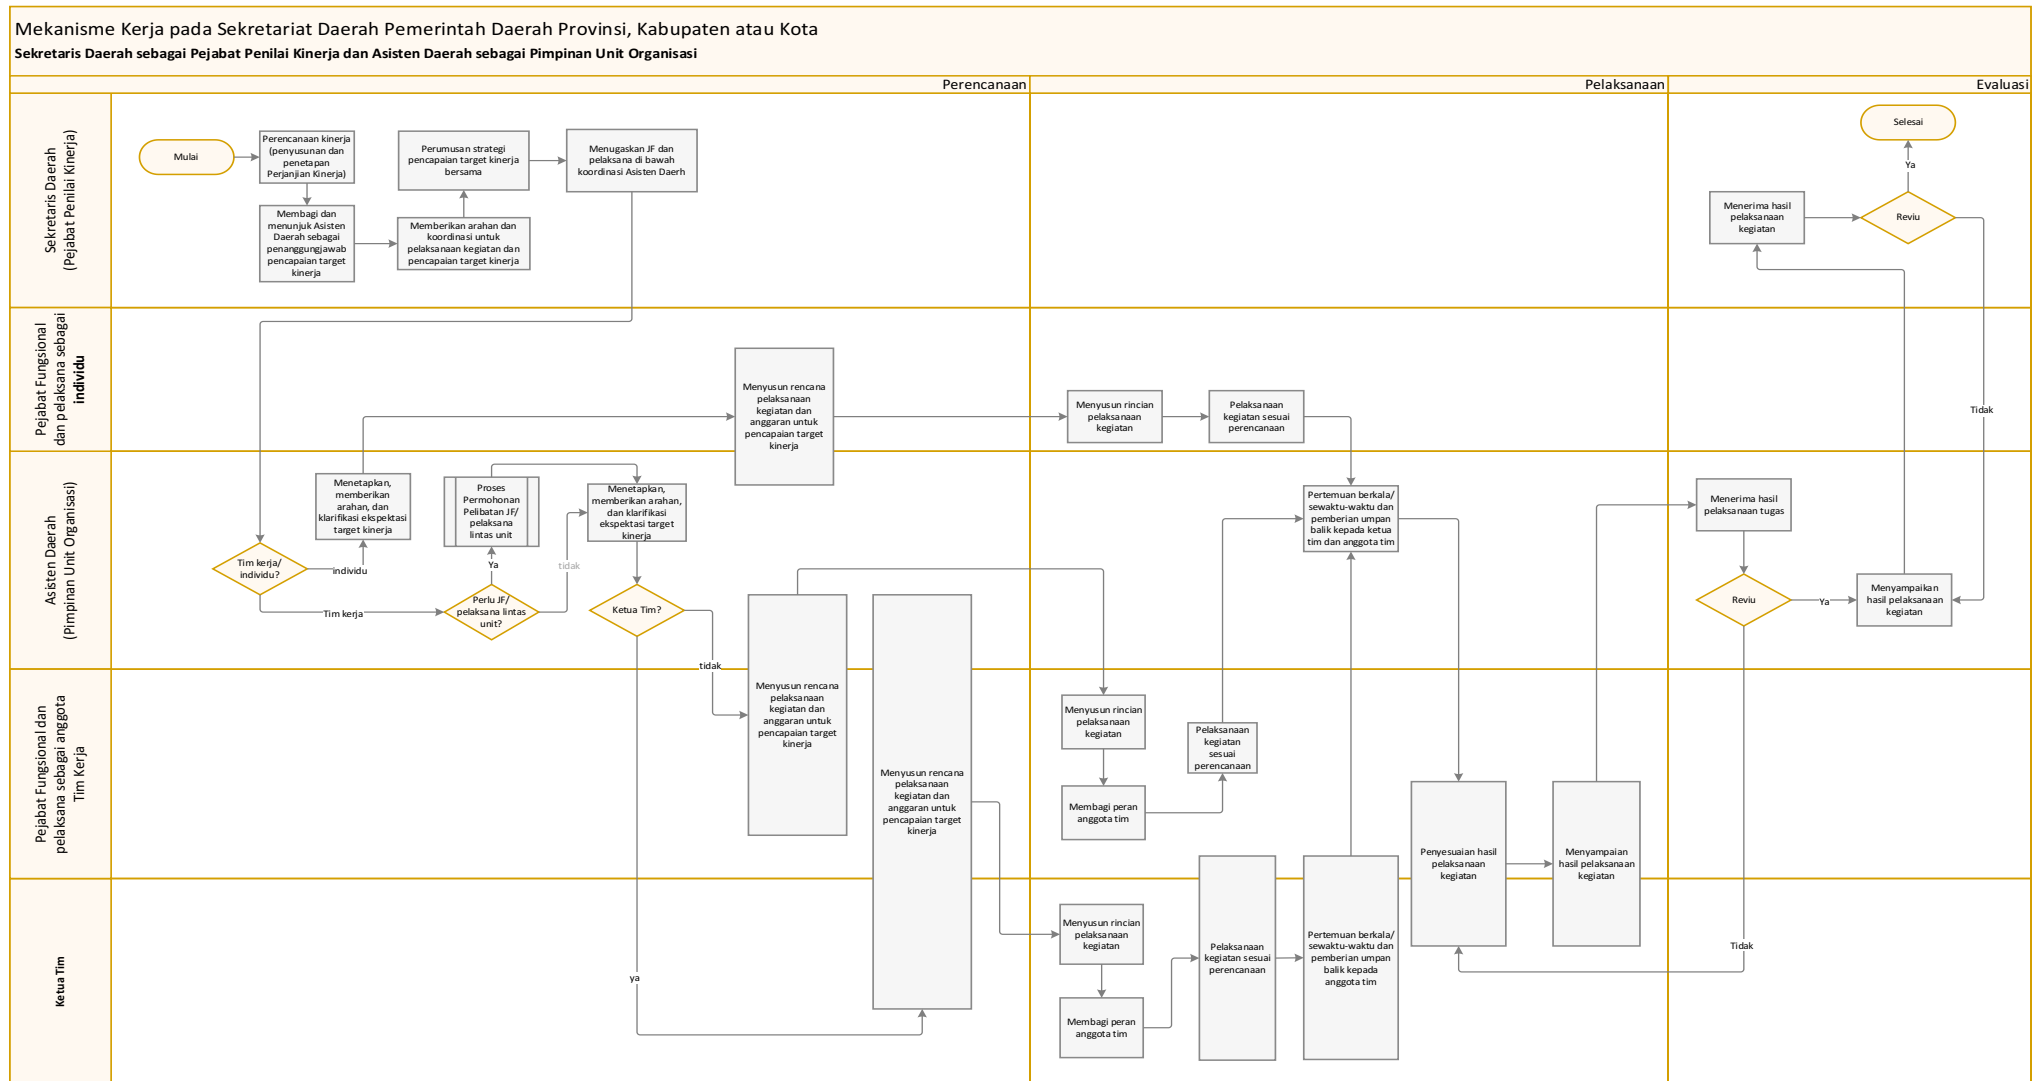 Mekanisme Kerja pada Sekretariat Daerah Pemerintah Daerah Provinsi, Kabupaten atau Kota
Sekretaris Daerah sebagai Pejabat Penilai Kinerja dan Asisten Daerah sebagai Pimpinan Unit Organisasi
Perencanaan
Pelaksanaan
Evaluasi
Sekretaris Daerah
(Pejabat Penilai Kinerja)
Mulai
Perencanaan kinerja
(penyusunan dan
penetapan
Perjanjian Kinerja)
Membagi dan
menunjuk Asisten
Daerah sebagai
penanggungjawab
pencapaian target
kinerja
Perumusan strategi
pencapaian target kinerja
bersama
Memberikan arahan dan
koordinasi untuk
pelaksanaan kegiatan dan
pencapaian target kinerja
Menugaskan JF dan
pelaksana di bawah
koordinasi Asisten Daerh
Selesai
Ya
Menerima hasil
pelaksanaan
kegiatan
Reviu
Tidak
Pejabat Fungsional
dan pelaksana sebagai
individu
Menyusun rencana
pelaksanaan
kegiatan dan
anggaran untuk
pencapaian target
kinerja
Menyusun rincian
pelaksanaan
kegiatan
Pelaksanaan
kegiatan sesuai
perencanaan
Asisten Daerah
(Pimpinan Unit Organisasi)
Tim kerja/
individu?
individu
Tim kerja
Menetapkan,
memberikan
arahan, dan
klarifikasi ekspektasi
target kinerja
Proses
Permohonan
Pelibatan JF/
pelaksana
lintas unit
Ya
tidak
Perlu JF/
pelaksana lintas
unit?
Menetapkan,
memberikan arahan,
dan klarifikasi
ekspektasi target
kinerja
Ketua Tim?
tidak
ya
Pertemuan berkala/
sewaktu-waktu dan
pemberian umpan
balik kepada ketua
tim dan anggota tim
Menerima hasil
pelaksanaan tugas
Reviu
Ya
Menyampaikan
hasil pelaksanaan
kegiatan
Tidak
Pejabat Fungsional dan
pelaksana sebagai anggota
Tim Kerja
Menyusun rencana
pelaksanaan
kegiatan dan
anggaran untuk
pencapaian target
kinerja
Menyusun rencana
pelaksanaan
kegiatan dan
anggaran untuk
pencapaian target
kinerja
Menyusun rincian
pelaksanaan
kegiatan
Membagi peran
anggota tim
Pelaksanaan
kegiatan
sesuai
perencanaan
Penyesuaian hasil
pelaksanaan
kegiatan
Menyampaian
hasil pelaksanaan
kegiatan
Ketua Tim
Menyusun rincian
pelaksanaan
kegiatan
Membagi peran
anggota tim
Pelaksanaan
kegiatan sesuai
perencanaan
Pertemuan berkala/
sewaktu-waktu dan
pemberian umpan
balik kepada
anggota tim